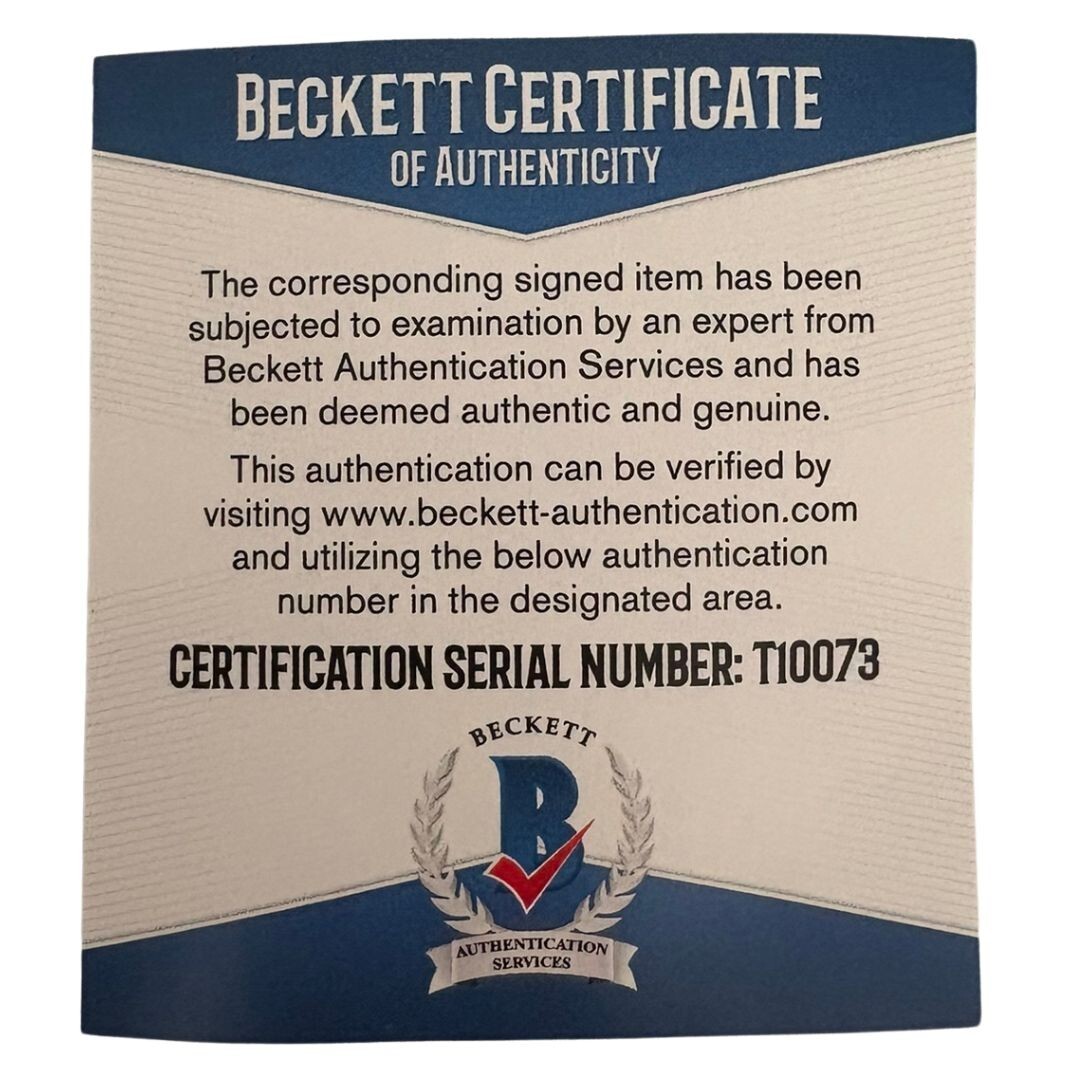 BECKETT CERTIFICATE
OF AUTHENTICITY
The corresponding signed item has been
subjected to examination by an expert from
Beckett Authentication Services and has
been deemed authentic and genuine.
This authentication can be verified by
visiting www.beckett-authentication.com
and utilizing the below authentication
number in the designated area.
CERTIFICATION SERIAL NUMBER: T10073
BECKETT
B
AUTHENTICATION
SERVICES